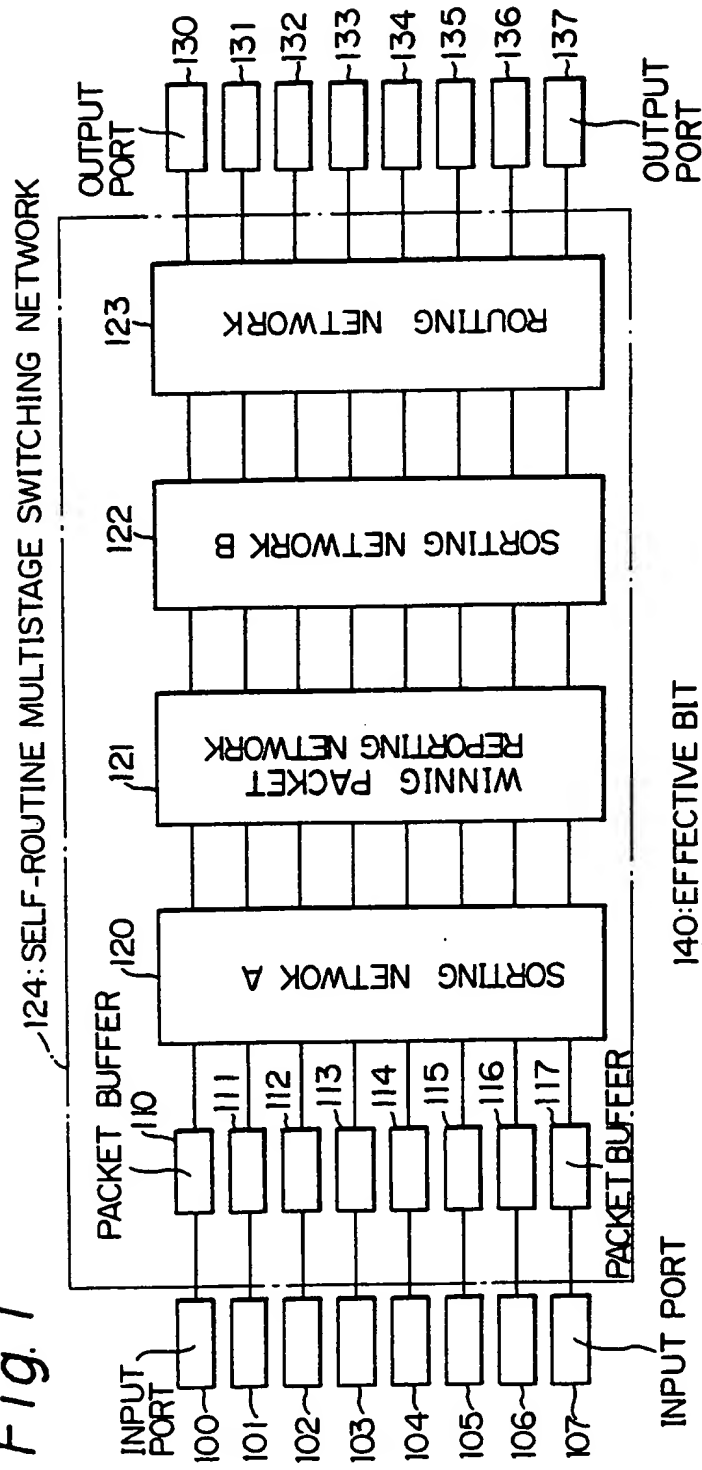 Fig. 1
124: SELF-ROUTINE MULTISTAGE SWITCHING NETWORK
INPUT PORT
PACKET BUFFER
OUTPUT PORT
100
101
102
103
104
105
106
107
INPUT PORT
110
111
112
113
114
115
116
117
PACKET BUFFER
120
SORTING NETWOK A
121
WINNIG PACKET
REPORTING NETWORK
122
SORTING NETWORK B
123
ROUTING NETWORK
130
131
132
133
134
135
136
137
OUTPUT PORT
140: EFFECTIVE BIT